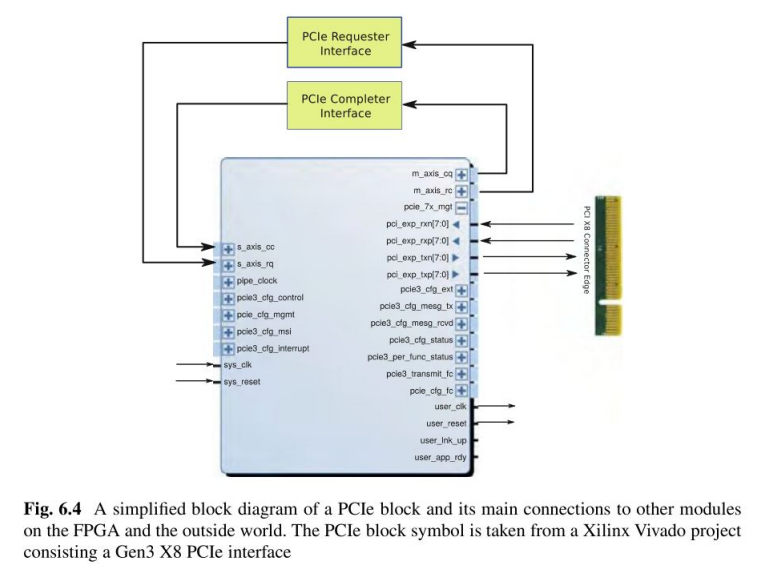 PCIe Requester
Interface
PCIe Completer
Interface
m_axis_cq
m_axis_rc
pcie_7x_mgt
pci_exp_rxn[7:0]
pci_exp_rxp[7:0]
pci_exp_txn[7:0]
pci_exp_txp[7:0]
pcie3_cfg_ext
pcie3_cfg_mesg_tx
pcie3_cfg_mesg_rcvd
pcie3_cfg_status
pcie3_per_func_status
pcie3_transmit_fc
pcie_cfg_fc
user_clk
user_reset
user_lnk_up
user_app_rdy
s_axis_cc
s_axis_rq
pipe_clock
pcie3_cfg_control
pcie_cfg_mgmt
pcie3_cfg_msi
pcie3_cfg_interrupt
sys_clk
sys_reset
PCI X8 Connector Edge
Fig. 6.4 A simplified block diagram of a PCIe block and its main connections to other modules
on the FPGA and the outside world. The PCIe block symbol is taken from a Xilinx Vivado project
consisting a Gen3 X8 PCIe interface